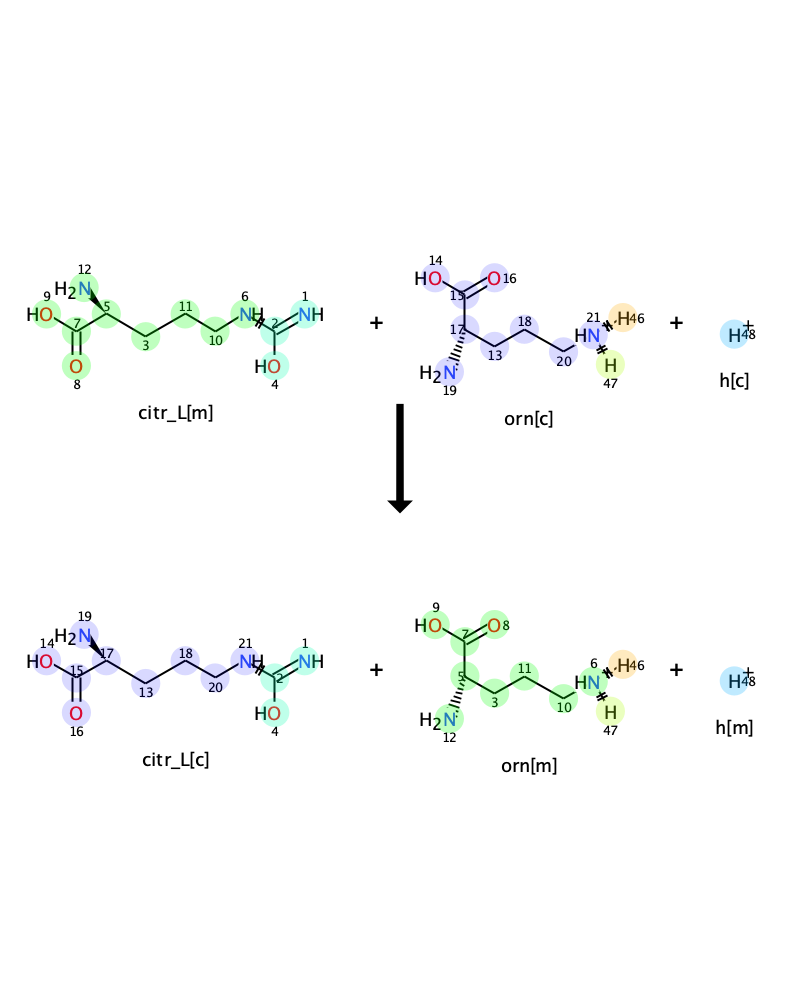 12 9 H₂N 5 11 6 1 HO 7 NH 2 NH 3 10 O HO 8 4
citr_L[m]
+
14 HO O 16 15 17 18 21 H46 HN 13 20 H 47 H₂N 19
orn[c]
+
H+ 48
h[c]
19 14 H₂N 17 18 21 1 HO 15 NH 2 NH 13 20 O HO 16 4
citr_L[c]
+
9 HO O 8 7 5 11 6 H46 HN 3 10 H 47 H₂N 12
orn[m]
+
H+ 48
h[m]